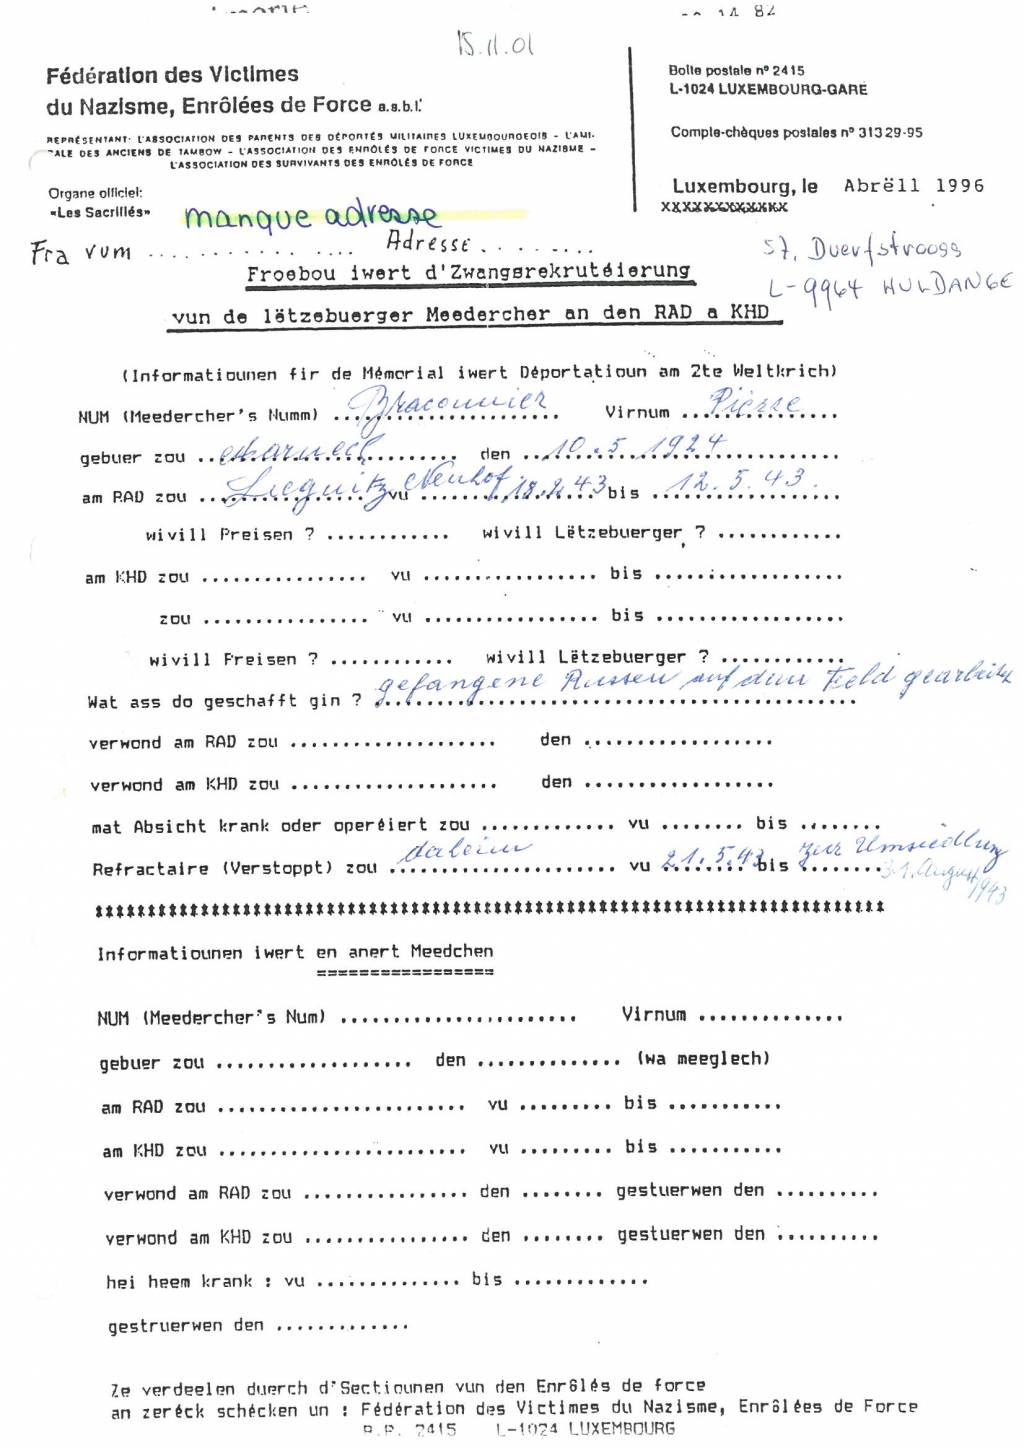 15.11.01
Fédération des Victimes
du Nazisme, Enrôlées de Force a.s.b.l.
REPRÉSENTANT: L'ASSOCIATION DES PARENTS DES DÉPORTÉS MILITAIRES LUXEMBOURGEOIS - L'AMI-
CALE DES ANCIENS DE TAMBOW - L'ASSOCIATION DES ENRÔLÉS DE FORCE VICTIMES DU NAZISME -
L'ASSOCIATION DES SURVIVANTS DES ENRÔLÉS DE FORCE
Organe officiel:
«Les Sacrifiés»
Boîte postale nº 2415
L-1024 LUXEMBOURG-GARE
Compte-chèques postales nº 31329-95
Luxembourg, le Abrëll 1996
XXXXXXXXXXXXX
manque adresse
Fra vum .................. Adresse ...........
57, Duerfstrooss
L-9964 HULDANGE
Froebou iwert d'Zwangsrekrutéierung
vun de lëtzebuerger Meedercher an den RAD a KHD
(Informatiounen fir de Mémorial iwert Déportatioun am 2te Weltkrich)
NUM (Meedercher's Numm) Braconnier Virnum Pierre
gebuer zou den 10.5.1924
am RAD zou Liegnitz Neuhof vu 18.2.43 bis 12.5.43.
wivill Preisen ? ............ wivill Lëtzebuerger ? ............
am KHD zou ................ vu ................. bis ..................
zou ................ vu ................. bis ..................
wivill Preisen ? ............ wivill Lëtzebuerger ? ............
Wat ass do geschafft gin ? gefangene Russen auf dem Feld gearbeitet
verwond am RAD zou .................... den ..................
verwond am KHD zou .................... den ..................
mat Absicht krank oder operéiert zou ............. vu ........ bis ........
Refractaire (Verstoppt) zou daheim vu 21.5.43 bis zur Umsiedlung
31. August 1943
Informatiounen iwert en anert Meedchen
=================
NUM (Meedercher's Num) ....................... Virnum ..............
gebuer zou ................... den .............. (wa meeglech)
am RAD zou ........................ vu ......... bis ...........
am KHD zou ........................ vu ......... bis ...........
verwond am RAD zou ................ den ........ gestuerwen den ..........
verwond am KHD zou ................ den ........ gestuerwen den ..........
hei heem krank : vu .............. bis .............
gestruerwen den .............
Ze verdeelen duerch d'Sectiounen vun den Enrôlés de force
an zeréck schécken un : Fédération des Victimes du Nazisme, Enrôlées de Force
B.P. 2415 L-1024 LUXEMBOURG